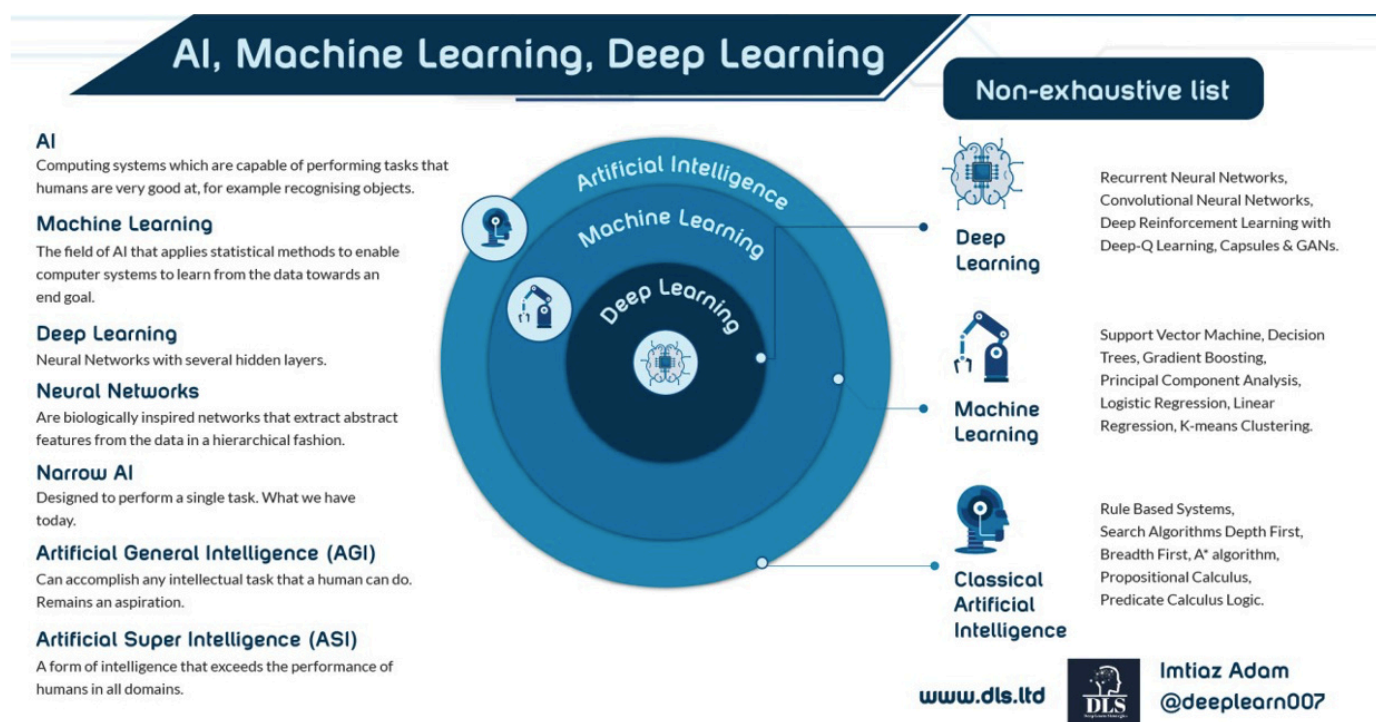 AI, Machine Learning, Deep Learning
AI
Computing systems which are capable of performing tasks that
humans are very good at, for example recognising objects.
Machine Learning
The field of AI that applies statistical methods to enable
computer systems to learn from the data towards an
end goal.
Deep Learning
Neural Networks with several hidden layers.
Neural Networks
Are biologically inspired networks that extract abstract
features from the data in a hierarchical fashion.
Narrow AI
Designed to perform a single task. What we have
today.
Artificial General Intelligence (AGI)
Can accomplish any intellectual task that a human can do.
Remains an aspiration.
Artificial Super Intelligence (ASI)
A form of intelligence that exceeds the performance of
humans in all domains.
Artificial Intelligence
Machine Learning
Deep Learning
Non-exhaustive list
Deep
Learning
Recurrent Neural Networks,
Convolutional Neural Networks,
Deep Reinforcement Learning with
Deep-Q Learning, Capsules & GANs.
Machine
Learning
Support Vector Machine, Decision
Trees, Gradient Boosting,
Principal Component Analysis,
Logistic Regression, Linear
Regression, K-means Clustering.
Classical
Artificial
Intelligence
Rule Based Systems,
Search Algorithms Depth First,
Breadth First, A* algorithm,
Propositional Calculus,
Predicate Calculus Logic.
www.dls.ltd
DLS
Imtiaz Adam
@deeplearn007